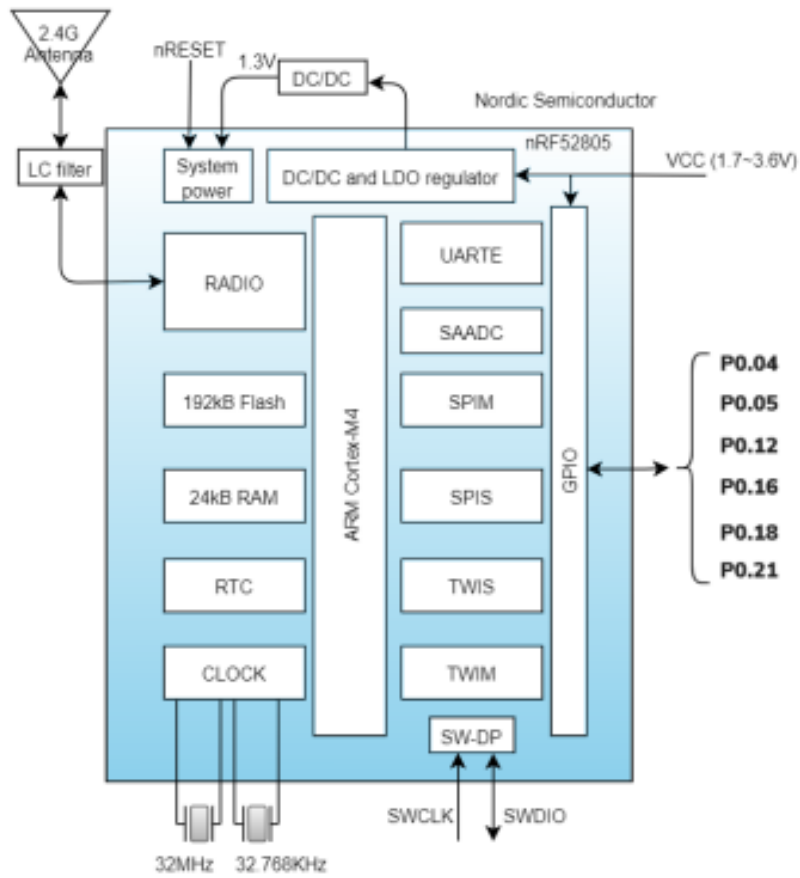 2.4G
Antenna
nRESET
1.3V
DC/DC
Nordic Semiconductor
nRF52805
LC filter
System
power
DC/DC and LDO regulator
VCC (1.7~3.6V)
RADIO
UARTE
SAADC
192kB Flash
SPIM
24kB RAM
SPIS
RTC
TWIS
CLOCK
TWIM
ARM Cortex-M4
GPIO
P0.04
P0.05
P0.12
P0.16
P0.18
P0.21
SW-DP
SWCLK
SWDIO
32MHz
32.768KHz